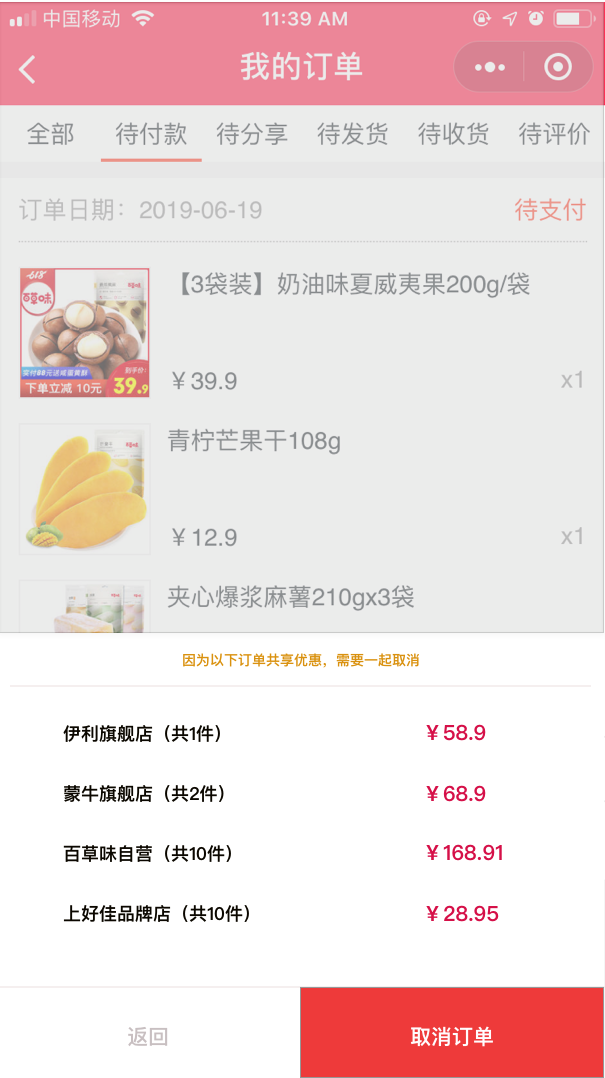 中国移动
11:39 AM
我的订单
全部 待付款 待分享 待发货 待收货 待评价
订单日期：2019-06-19
待支付
618
百草味
实付88元送咸蛋黄酥
到手价:
下单立减 10元
39.9
【3袋装】奶油味夏威夷果200g/袋
￥39.9
x1
青柠芒果干108g
￥12.9
x1
夹心爆浆麻薯210gx3袋
因为以下订单共享优惠，需要一起取消
伊利旗舰店（共1件） ￥58.9
蒙牛旗舰店（共2件） ￥68.9
百草味自营（共10件） ￥168.91
上好佳品牌店（共10件） ￥28.95
返回
取消订单